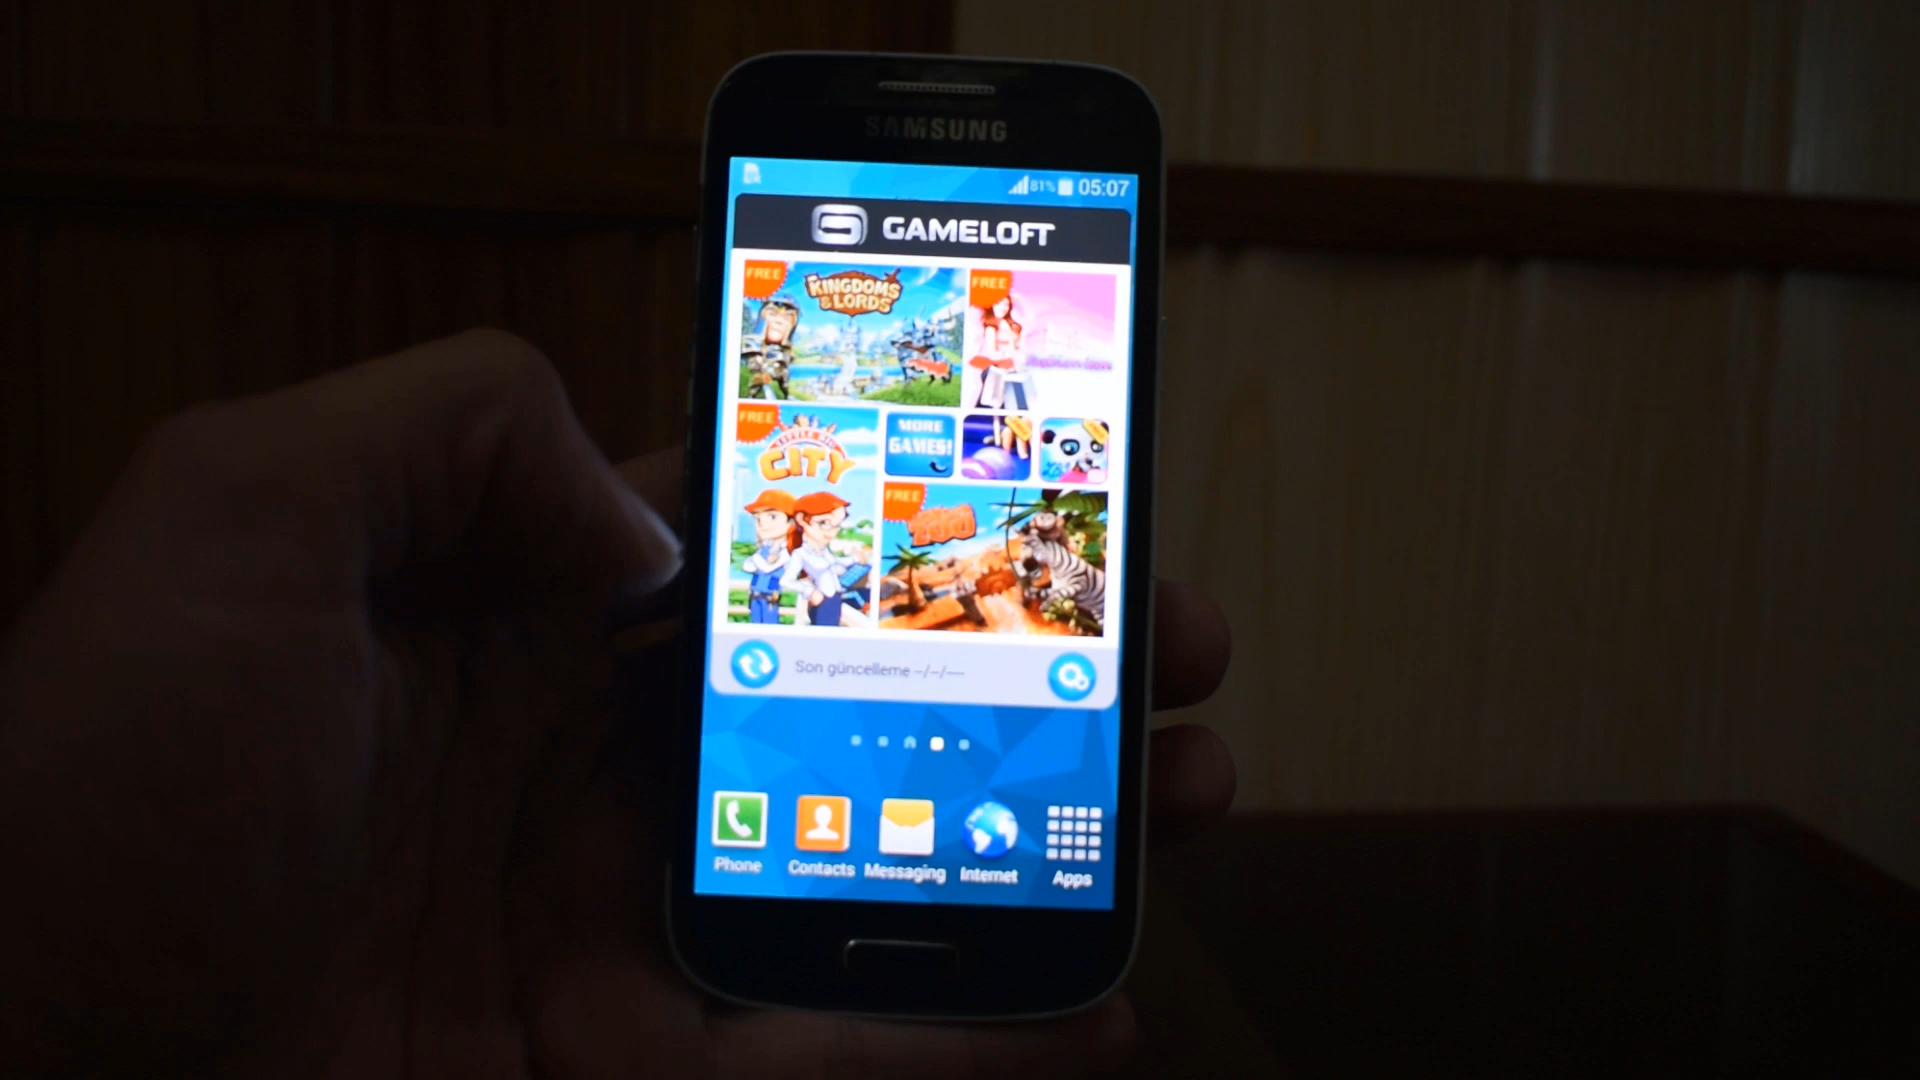 SAMSUNG
81% 05:07
GAMELOFT
FREE
KINGDOMS
& LORDS
FREE
FREE
CITY
MORE
GAMES!
FREE
ZOO
Son güncelleme --/--/----
Phone
Contacts
Messaging
Internet
Apps